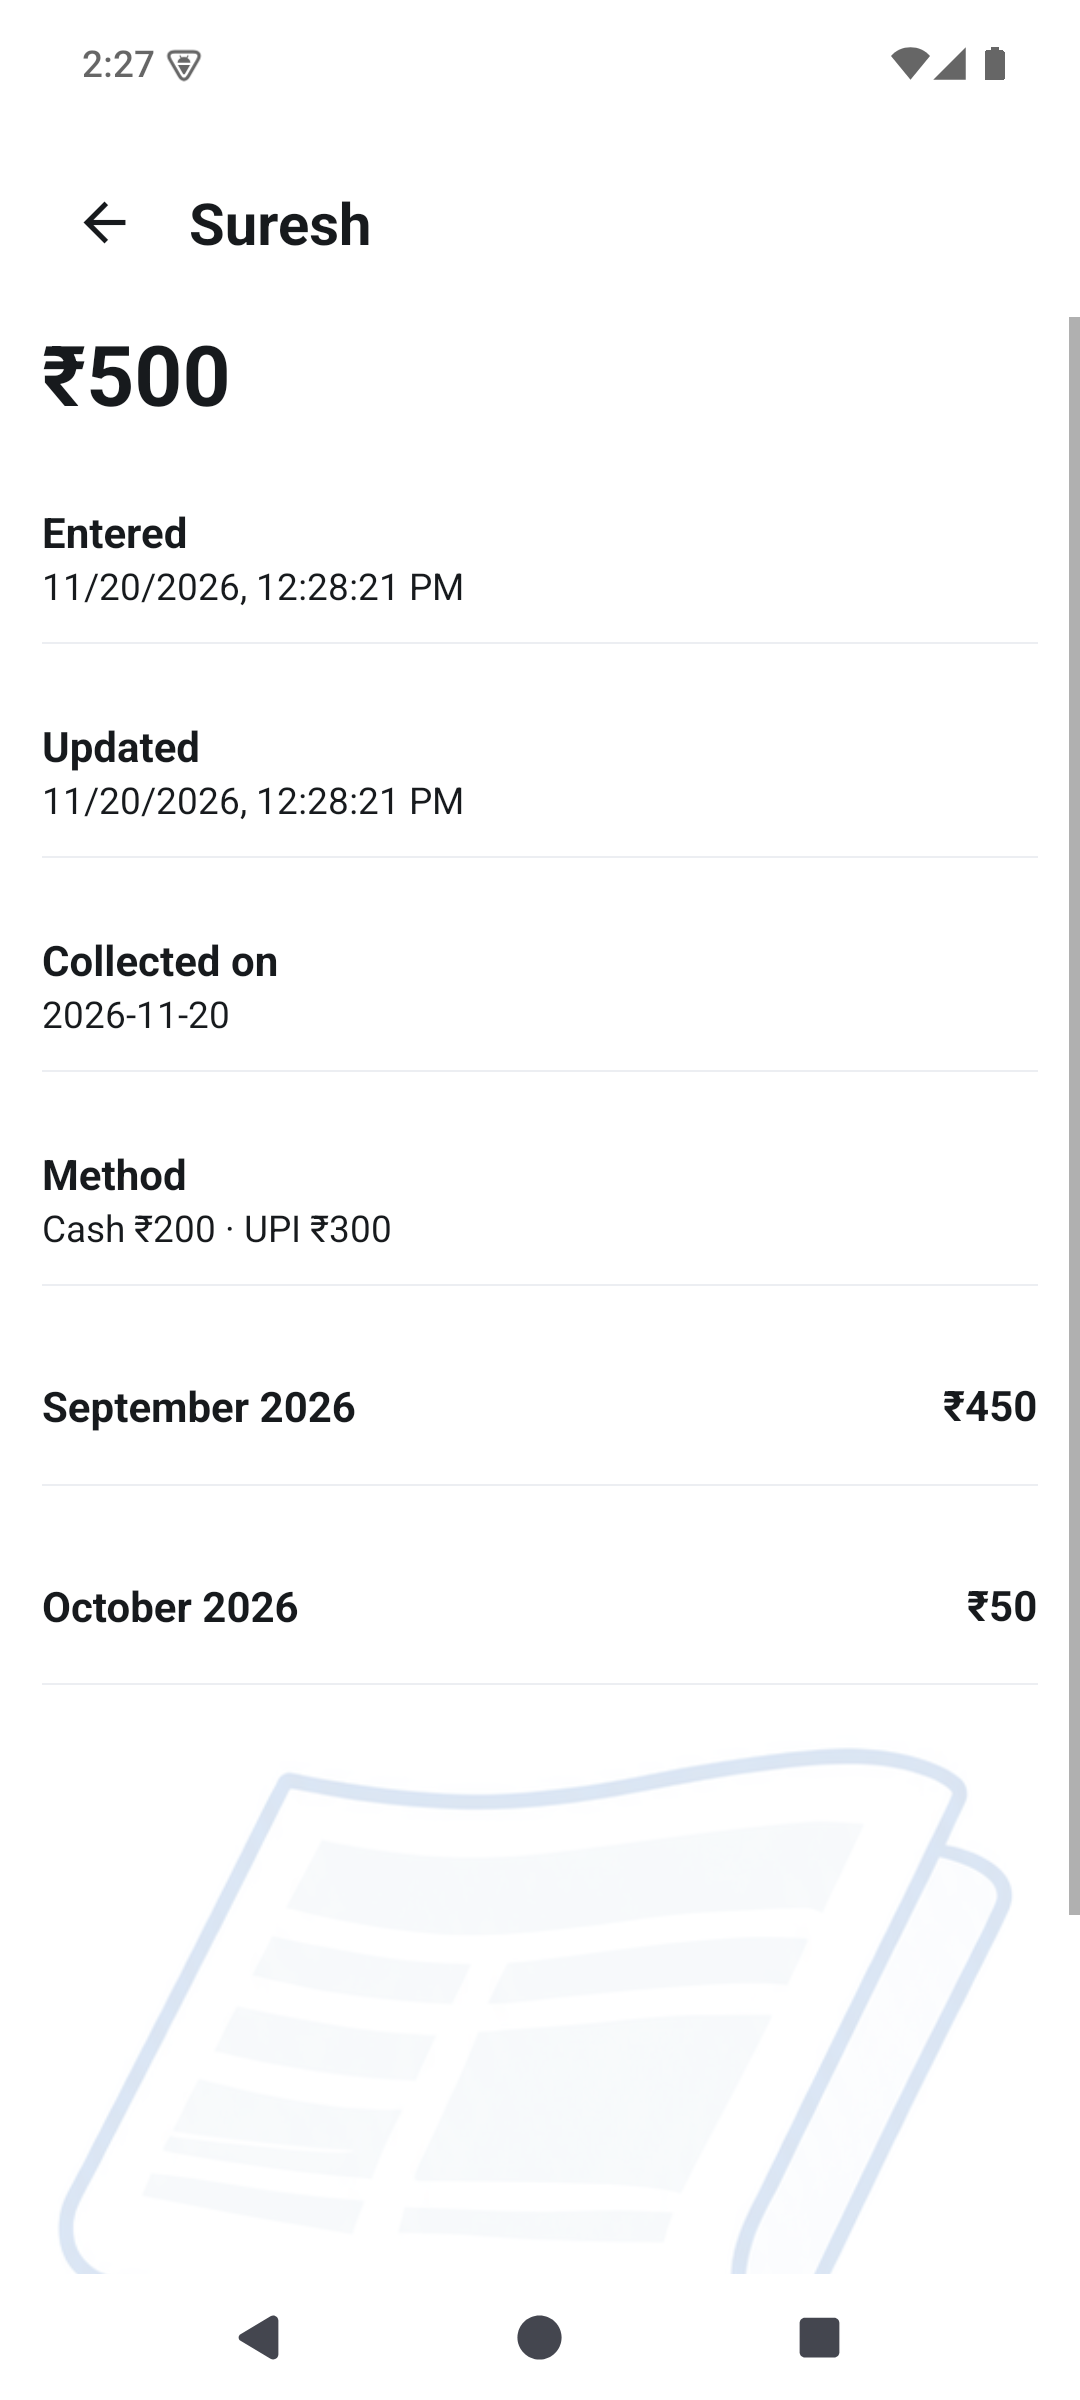 2:27
Suresh
₹500
Entered
11/20/2026, 12:28:21 PM
Updated
11/20/2026, 12:28:21 PM
Collected on
2026-11-20
Method
Cash ₹200 · UPI ₹300
September 2026 ₹450
October 2026 ₹50